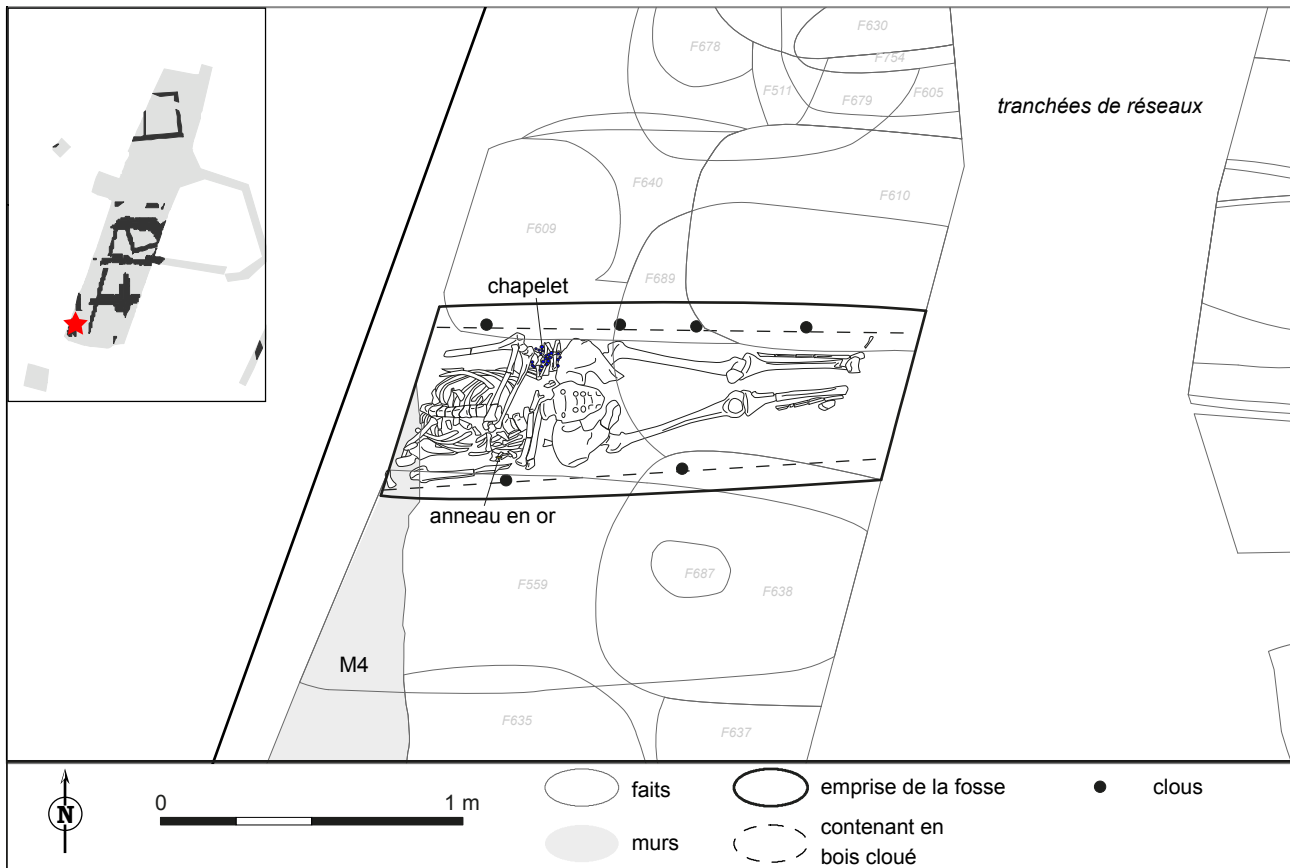 F630
F678
F754
F511
F679
F605
tranchées de réseaux
F640
F610
F609
F689
chapelet
anneau en or
F559
F687
F638
M4
F635
F637
N
0
1 m
faits
emprise de la fosse
clous
murs
contenant en
bois cloué